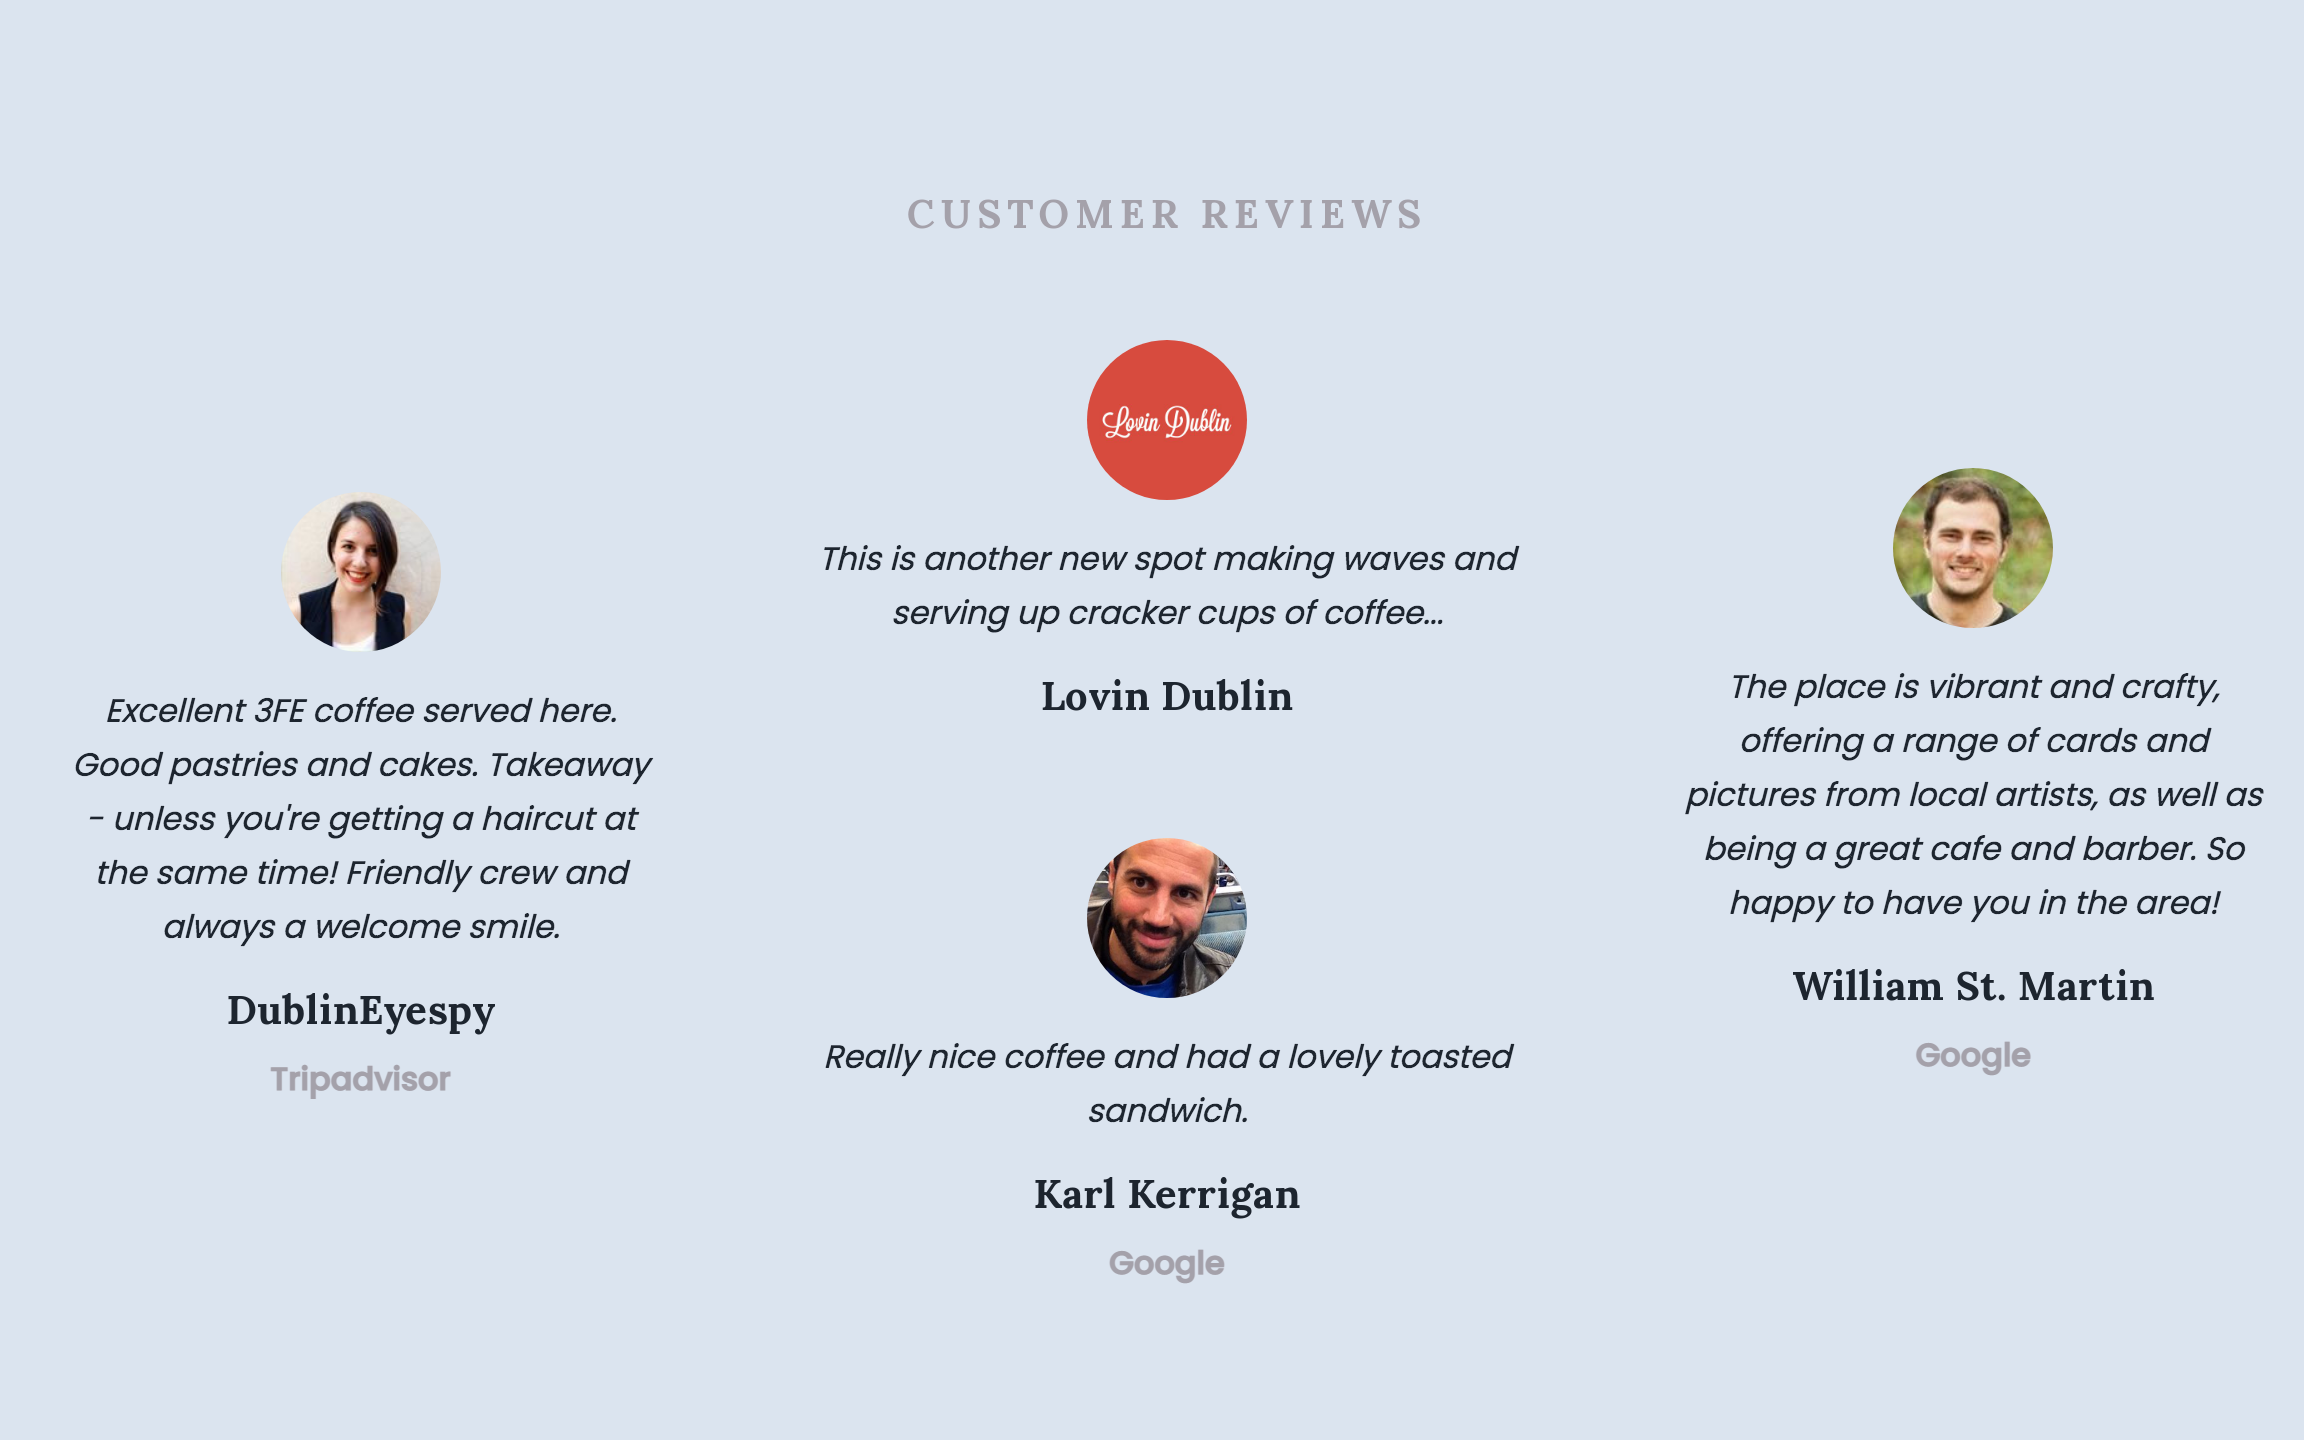 CUSTOMER REVIEWS
Excellent 3FE coffee served here.
Good pastries and cakes. Takeaway
- unless you're getting a haircut at
the same time! Friendly crew and
always a welcome smile.
DublinEyespy
Tripadvisor
Lovin Dublin
This is another new spot making waves and
serving up cracker cups of coffee...
Lovin Dublin
Really nice coffee and had a lovely toasted
sandwich.
Karl Kerrigan
Google
The place is vibrant and crafty,
offering a range of cards and
pictures from local artists, as well as
being a great cafe and barber. So
happy to have you in the area!
William St. Martin
Google